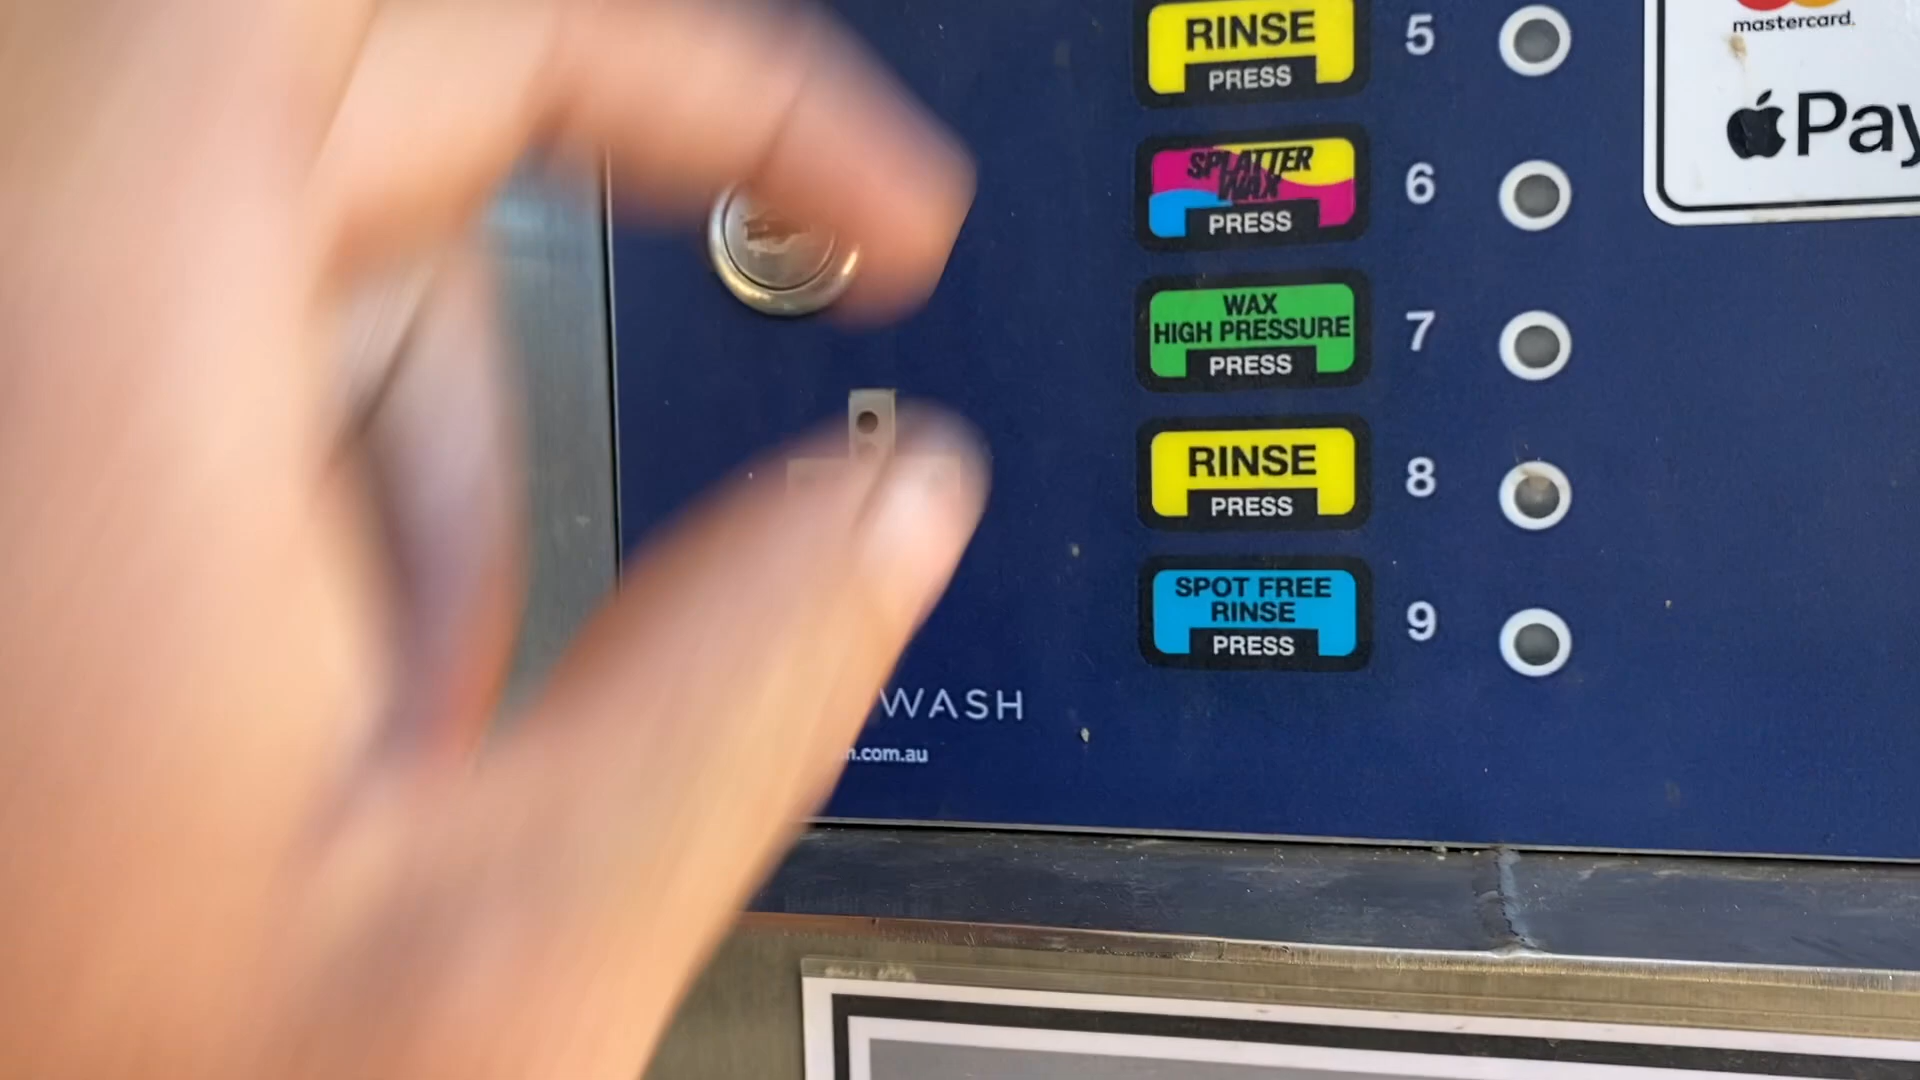 mastercard.
Pay
RINSE
PRESS
5
SPLATTER
WAX
PRESS
6
WAX
HIGH PRESSURE
PRESS
7
RINSE
PRESS
8
SPOT FREE
RINSE
PRESS
9
WASH
.com.au